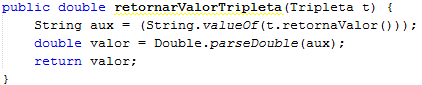 public double retornarValorTripleta(Tripleta t) {
    String aux = (String.valueOf(t.retornaValor()));
    double valor = Double.parseDouble(aux);
    return valor;
}